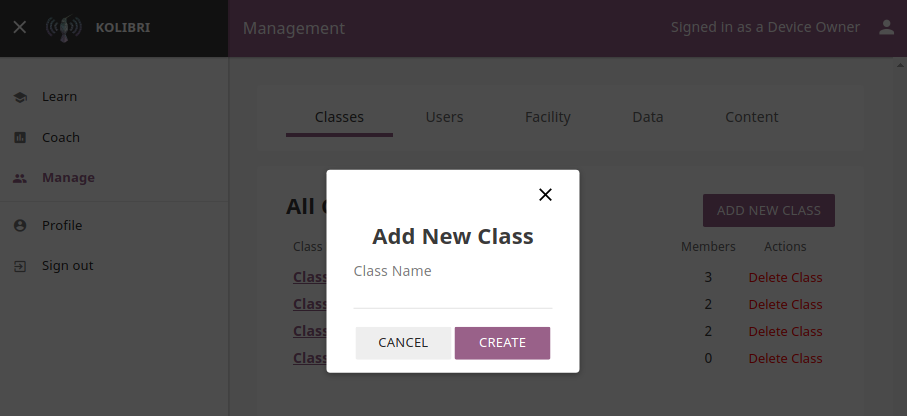 KOLIBRI
Management
Signed in as a Device Owner
Learn
Coach
Manage
Profile
Sign out
Classes Users Facility Data Content
All
ADD NEW CLASS
Class Members Actions
Class 3 Delete Class
Class 2 Delete Class
Class 2 Delete Class
Class 0 Delete Class
Add New Class
Class Name
CANCEL CREATE